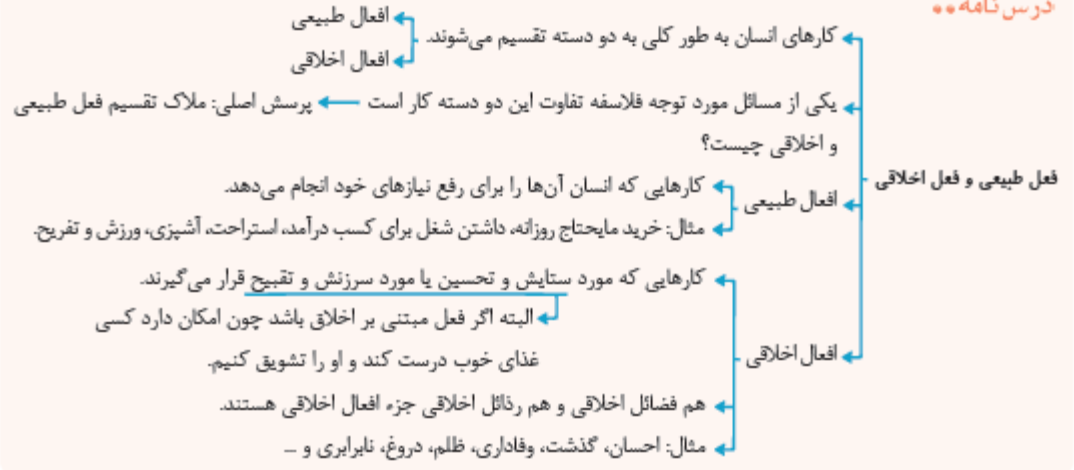 درس‌نامه
افعال طبیعی
کارهای انسان به طور کلی به دو دسته تقسیم می‌شوند.
افعال اخلاقی
یکی از مسائل مورد توجه فلاسفه تفاوت این دو دسته کار است
پرسش اصلی: ملاک تقسیم فعل طبیعی
و اخلاقی چیست؟
فعل طبیعی و فعل اخلاقی
افعال طبیعی
کارهایی که انسان آن‌ها را برای رفع نیازهای خود انجام می‌دهد.
مثال: خرید مایحتاج روزانه، داشتن شغل برای کسب درآمد، استراحت، آشپزی، ورزش و تفریح.
افعال اخلاقی
کارهایی که مورد ستایش و تحسین یا مورد سرزنش و تقبیح قرار می‌گیرند.
البته اگر فعل مبتنی بر اخلاق باشد چون امکان دارد کسی
غذای خوب درست کند و او را تشویق کنیم.
هم فضائل اخلاقی و هم رذائل اخلاقی جزء افعال اخلاقی هستند.
مثال: احسان، گذشت، وفاداری، ظلم، دروغ، نابرابری و ...